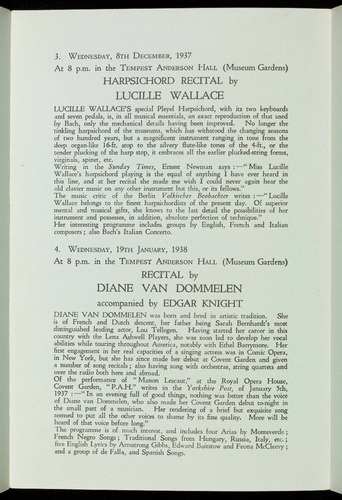 3. Wednesday, 8th December, 1937
At 8 p.m. in the Tempest Anderson Hall (Museum Gardens)
HARPSICHORD RECITAL by
LUCILLE WALLACE
LUCILLE WALLACE'S special Pleyel Harpsichord, with its two keyboards
and seven pedals, is, in all musical essentials, an exact reproduction of that used
by Bach, only the mechanical details having been improved. No longer the
tinkling harpsichord of the museums, which has withstood the changing seasons
of two hundred years, but a magnificent instrument ranging in tone from the
deep organ-like 16-ft. stop to the silvery flute-like tones of the 4-ft., or the
tender plucking of the harp stop, it embraces all the earlier plucked-string forms,
virginals, spinet, etc.
Writing in the Sunday Times, Ernest Newman says :—"Miss Lucille
Wallace's harpsichord playing is the equal of anything I have ever heard in
this line, and at her recital she made me wish I could never again hear the
old clavier music on any other instrument but this, or its fellows."
The music critic of the Berlin Volkischer Beobachter writes :—"Lucille
Wallace belongs to the finest harpsichordists of the present day. Of superior
mental and musical gifts, she knows to the last detail the possibilities of her
instrument and possesses, in addition, absolute perfection of technique."
Her interesting programme includes groups by English, French and Italian
composers; also Bach's Italian Concerto.
4. Wednesday, 19th January, 1938
At 8 p.m. in the Tempest Anderson Hall (Museum Gardens)
RECITAL by
DIANE VAN DOMMELEN
accompanied by EDGAR KNIGHT
DIANE VAN DOMMELEN was born and bred in artistic tradition. She
is of French and Dutch descent, her father being Sarah Bernhardt's most
distinguished leading actor, Lou Tellegen. Having started her career in this
country with the Lena Ashwell Players, she was soon led to develop her vocal
abilities while touring throughout America, notably with Ethel Barrymore. Her
first engagement in her real capacities of a singing actress was in Comic Opera,
in New York, but she has since made her debut at Covent Garden and given
a number of song recitals; also having sung with orchestras, string quartets and
over the radio both here and abroad.
Of the performance of "Manon Lescaut," at the Royal Opera House,
Covent Garden, "P.A.H." writes in the Yorkshire Post, of January 5th,
1937 :—"In an evening full of good things, nothing was better than the voice
of Diane van Dommelen, who also made her Covent Garden debut to-night in
the small part of a musician. Her rendering of a brief but exquisite song
seemed to put all the other voices to shame by its fine quality. More will be
heard of that voice before long."
The programme is of much interest, and includes four Arias by Monteverde;
French Negro Songs; Traditional Songs from Hungary, Russia, Italy, etc.;
five English Lyrics by Armstrong Gibbs, Edward Bairstow and Feona McCleevy;
and a group of de Falla, and Spanish Songs.